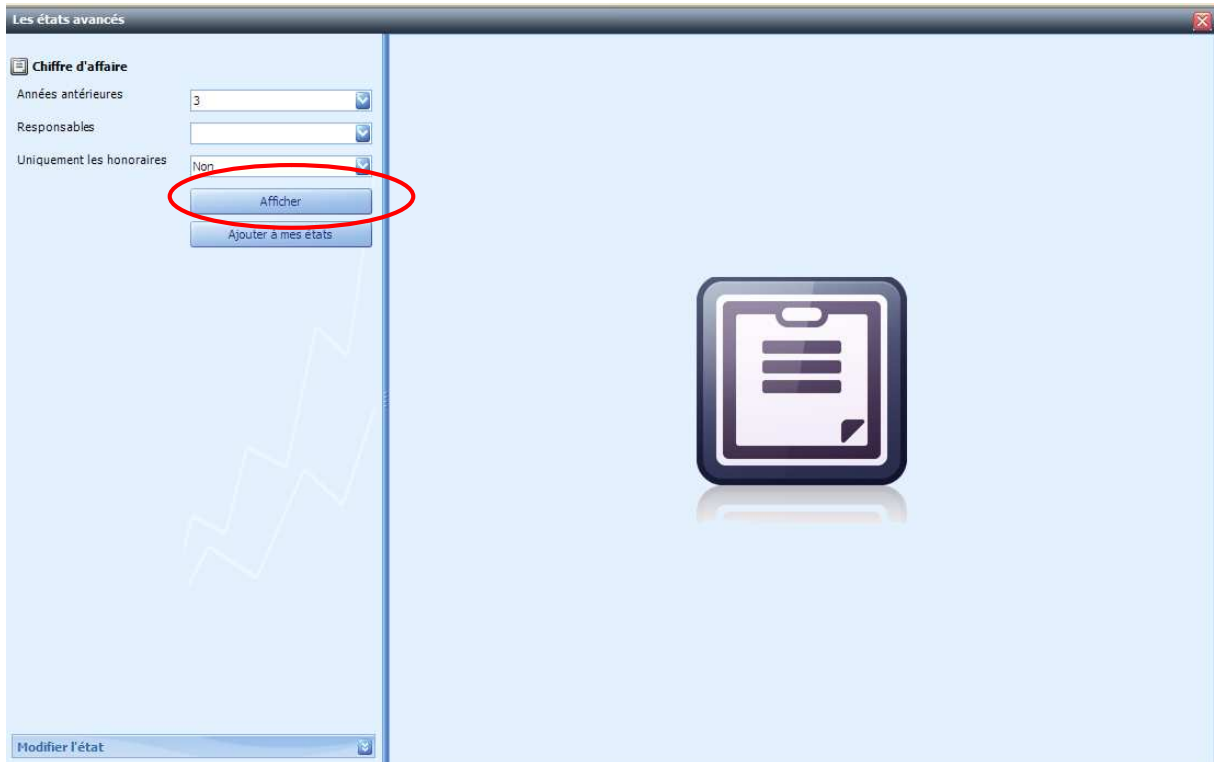 Les états avancés
Chiffre d'affaire
Années antérieures 3
Responsables
Uniquement les honoraires Non
Afficher
Ajouter à mes états
Modifier l'état